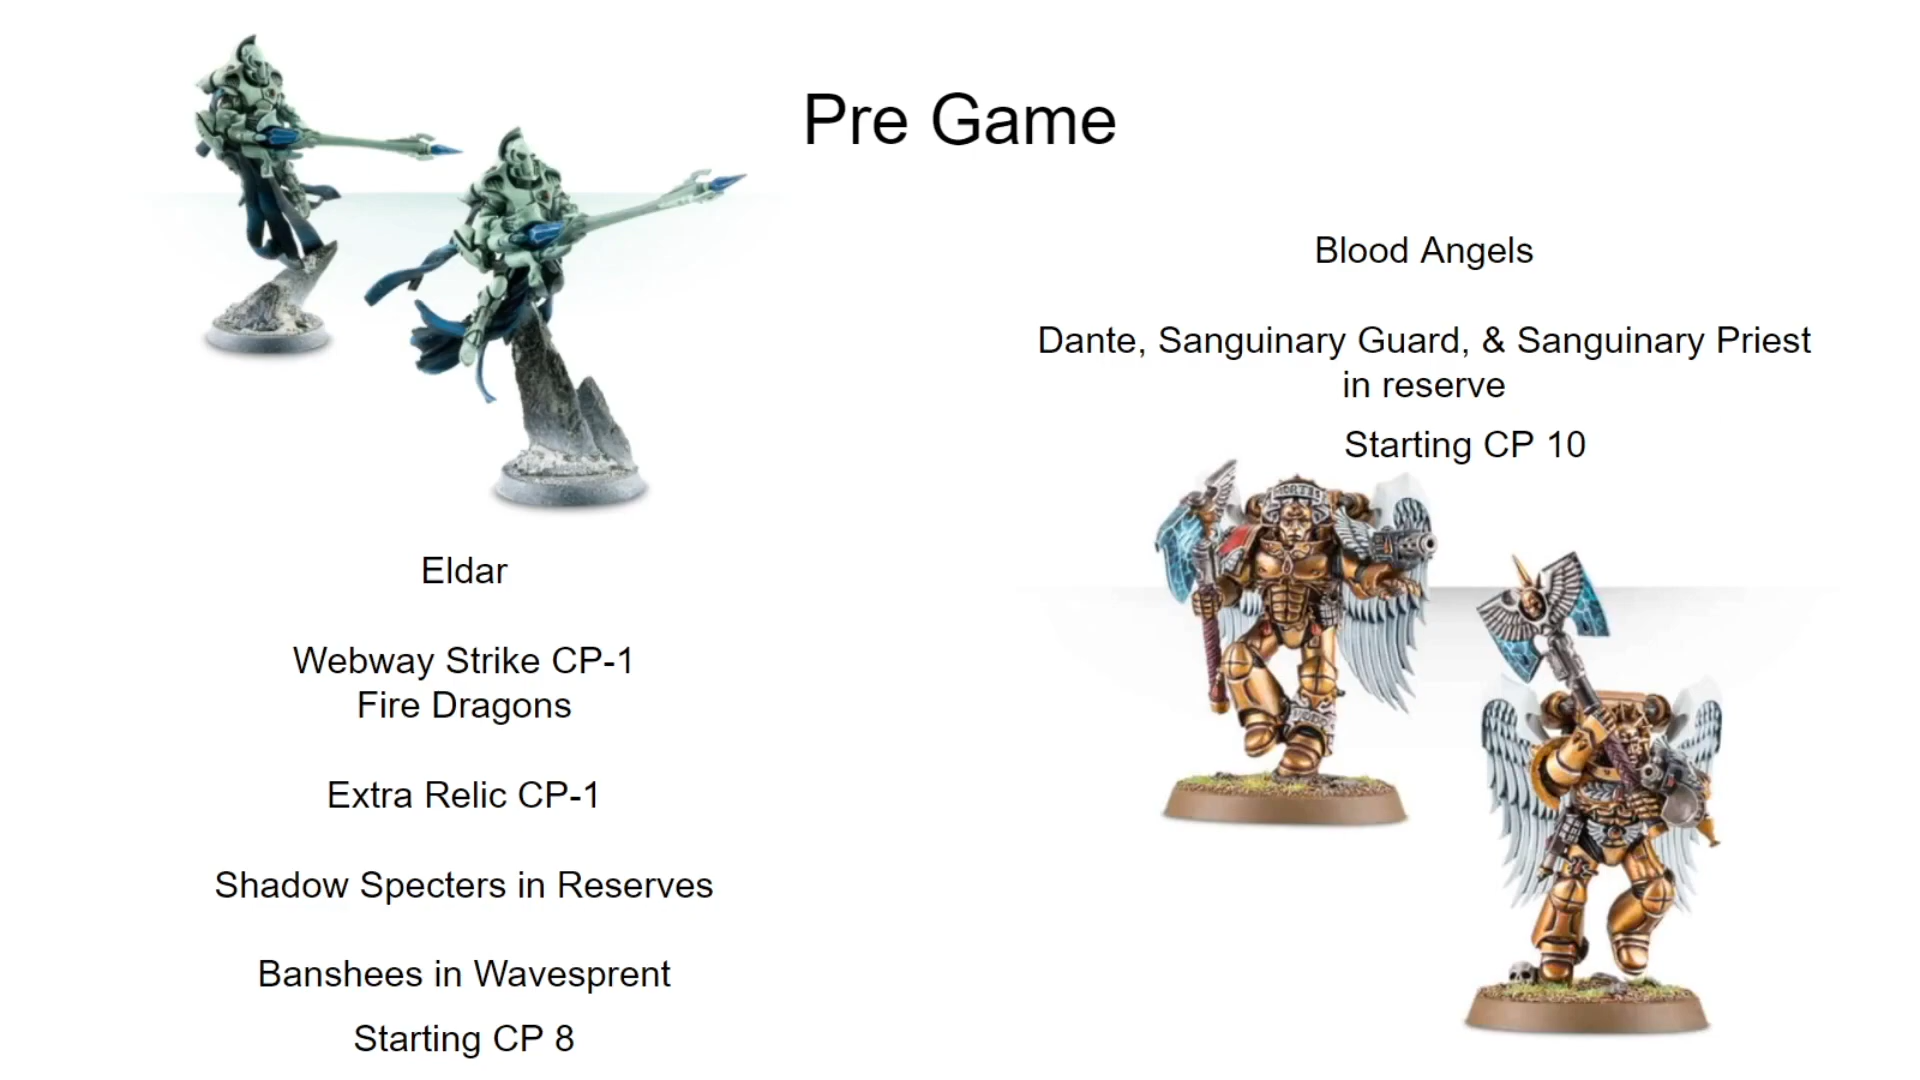 Pre Game
Eldar
Webway Strike CP-1
Fire Dragons
Extra Relic CP-1
Shadow Specters in Reserves
Banshees in Wavesprent
Starting CP 8
Blood Angels
Dante, Sanguinary Guard, & Sanguinary Priest
in reserve
Starting CP 10
MORTIS